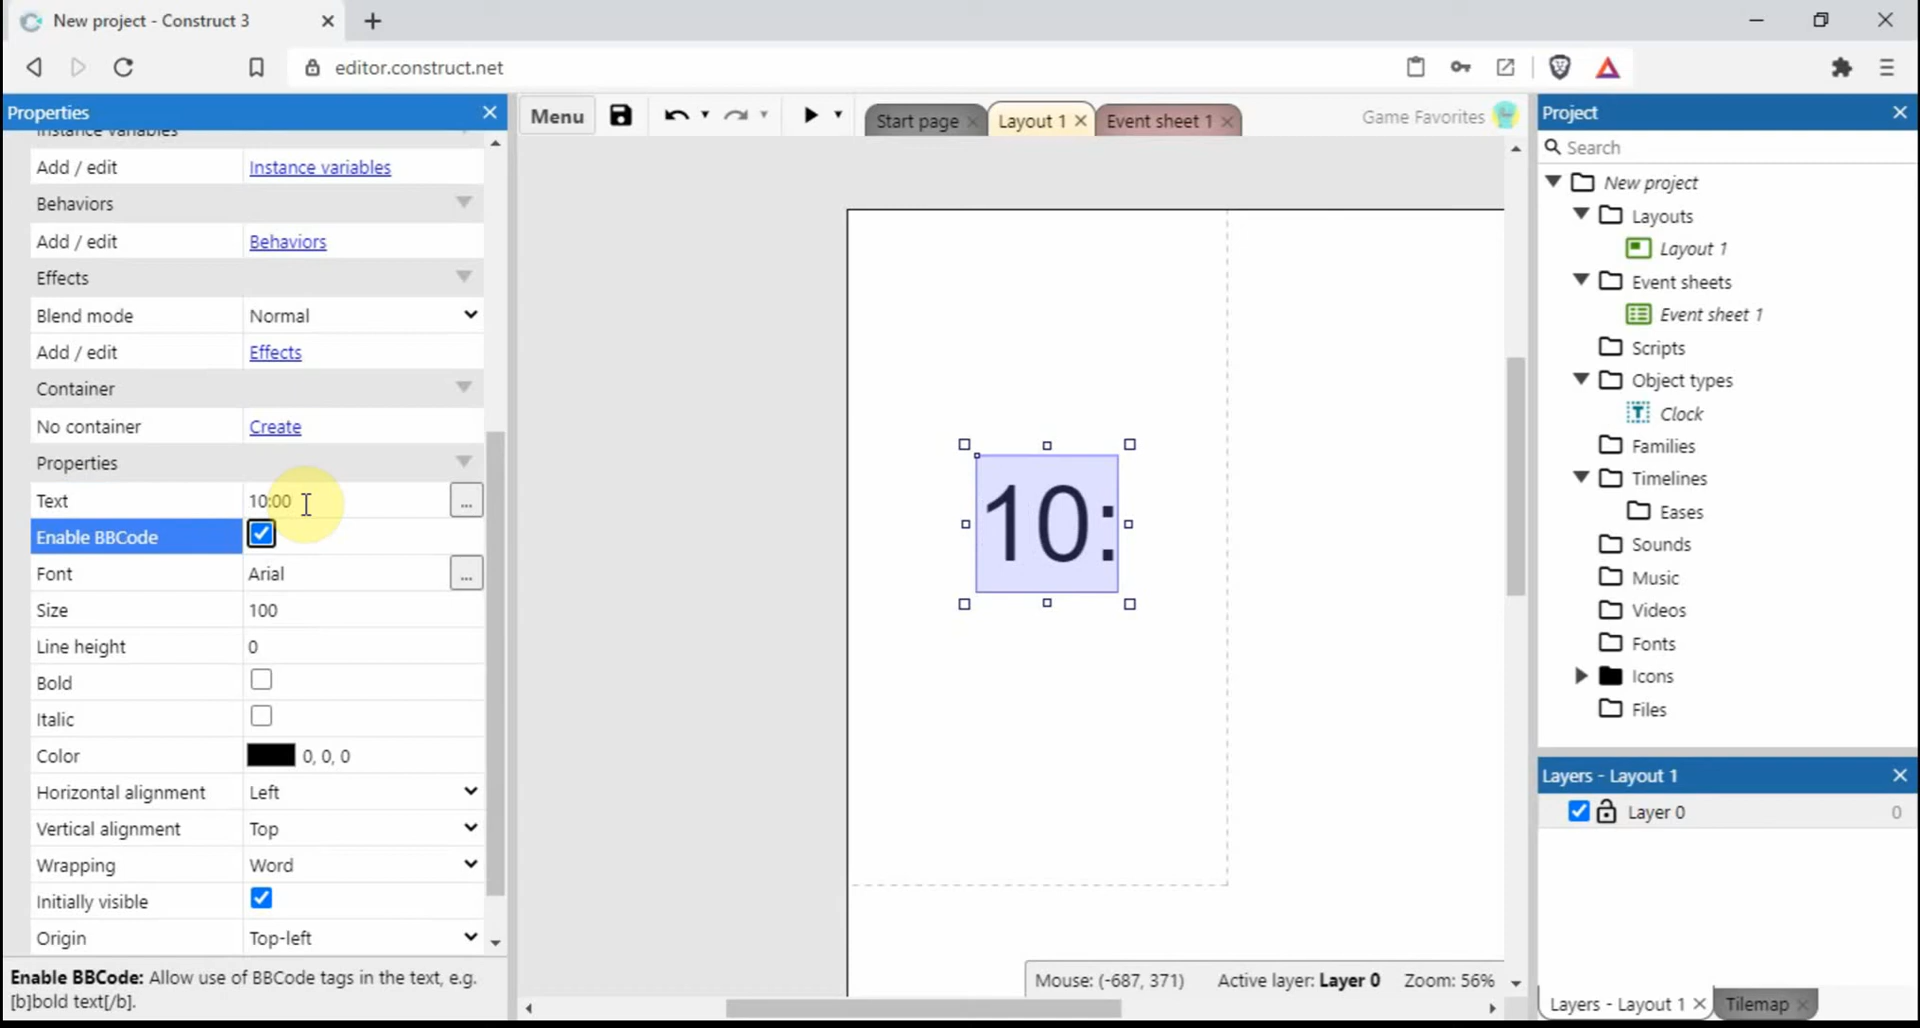 New project - Construct 3
editor.construct.net
Properties
Instance variables
Add / edit Instance variables
Behaviors
Add / edit Behaviors
Effects
Blend mode Normal
Add / edit Effects
Container
No container Create
Properties
Text 10:00 ...
Enable BBCode
Font Arial ...
Size 100
Line height 0
Bold
Italic
Color 0, 0, 0
Horizontal alignment Left
Vertical alignment Top
Wrapping Word
Initially visible
Origin Top-left
Enable BBCode: Allow use of BBCode tags in the text, e.g.
[b]bold text[/b].
Menu
Start page
Layout 1
Event sheet 1
Game Favorites
10:
Mouse: (-687, 371) Active layer: Layer 0 Zoom: 56%
Project
Search
New project
Layouts
Layout 1
Event sheets
Event sheet 1
Scripts
Object types
T Clock
Families
Timelines
Eases
Sounds
Music
Videos
Fonts
Icons
Files
Layers - Layout 1
Layer 0 0
Layers - Layout 1
Tilemap